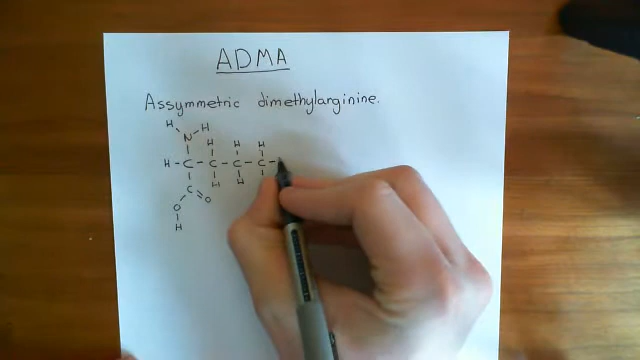 ADMA
Assymmetric dimethylarginine.
H H
N H H H
H-C-C-C-C-
C H H
O O
H